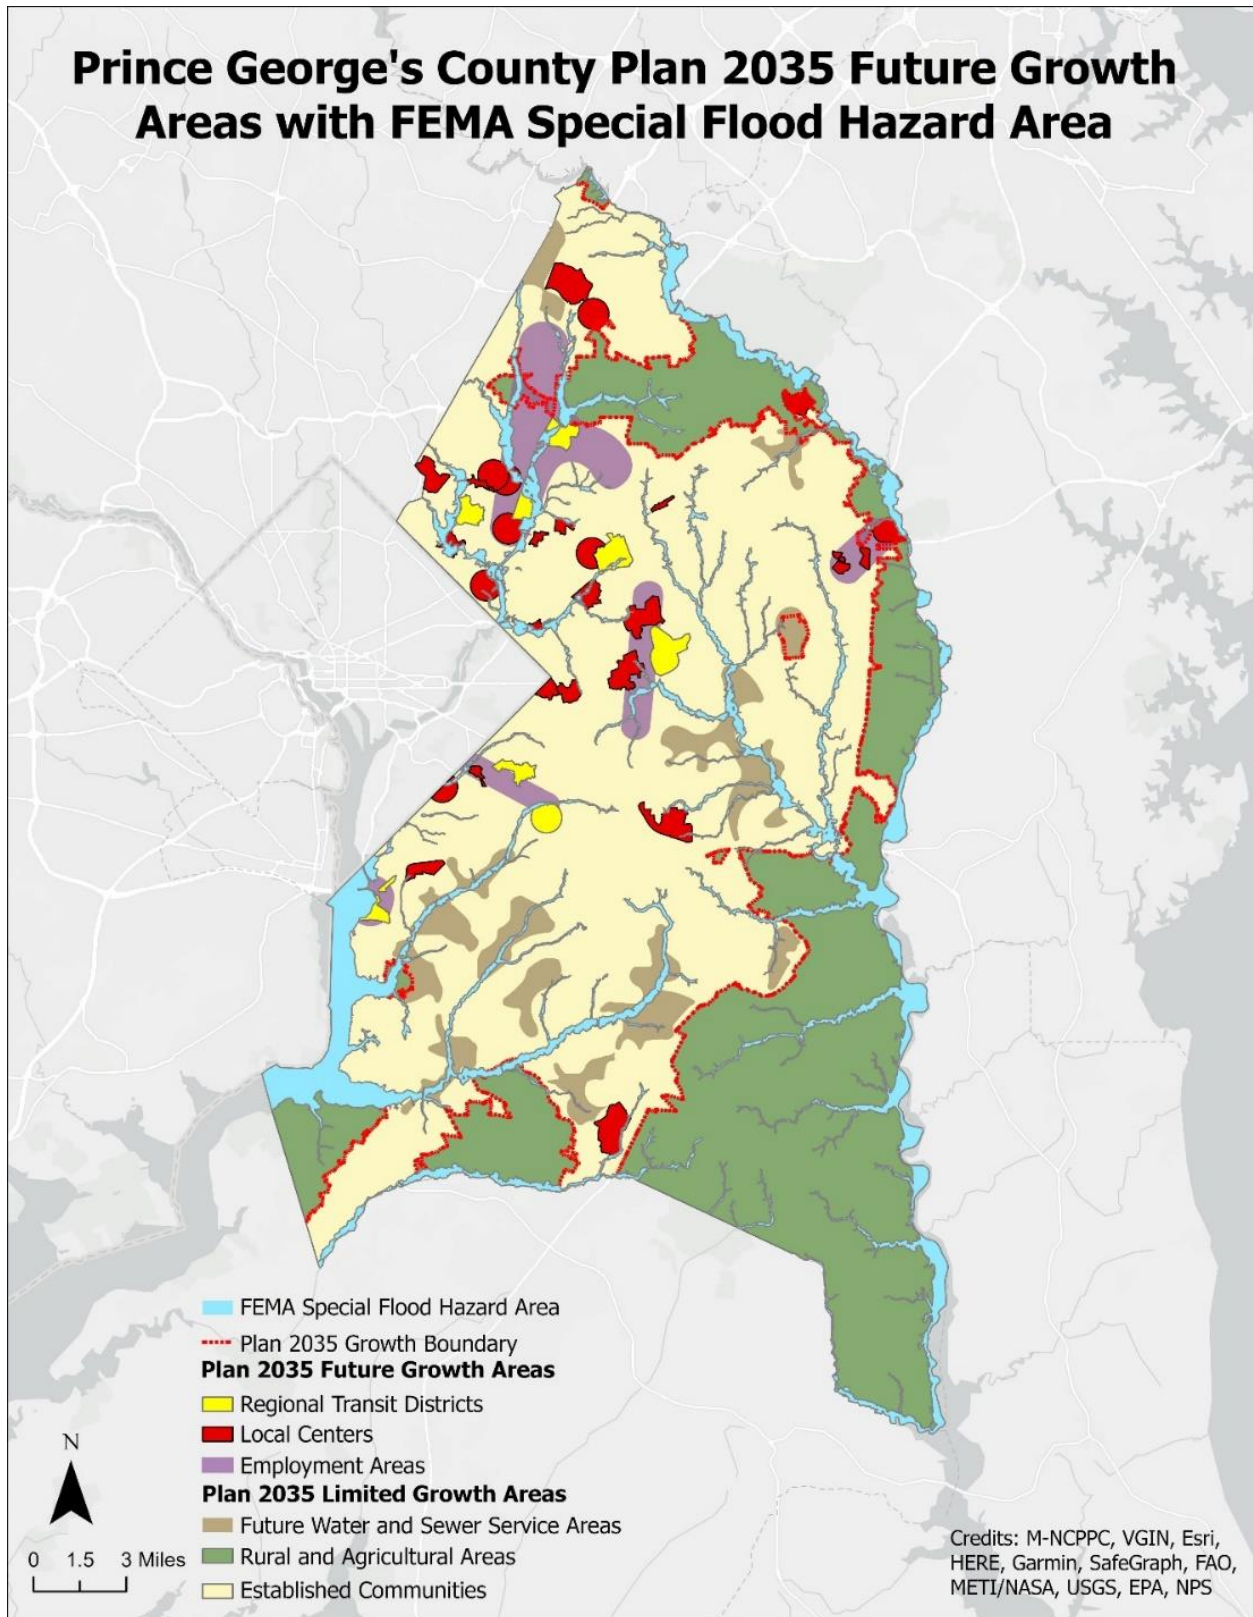 Prince George's County Plan 2035 Future Growth
Areas with FEMA Special Flood Hazard Area
FEMA Special Flood Hazard Area
Plan 2035 Growth Boundary
Plan 2035 Future Growth Areas
Regional Transit Districts
Local Centers
Employment Areas
Plan 2035 Limited Growth Areas
Future Water and Sewer Service Areas
Rural and Agricultural Areas
Established Communities
N
0 1.5 3 Miles
Credits: M-NCPPC, VGIN, Esri,
HERE, Garmin, SafeGraph, FAO,
METI/NASA, USGS, EPA, NPS